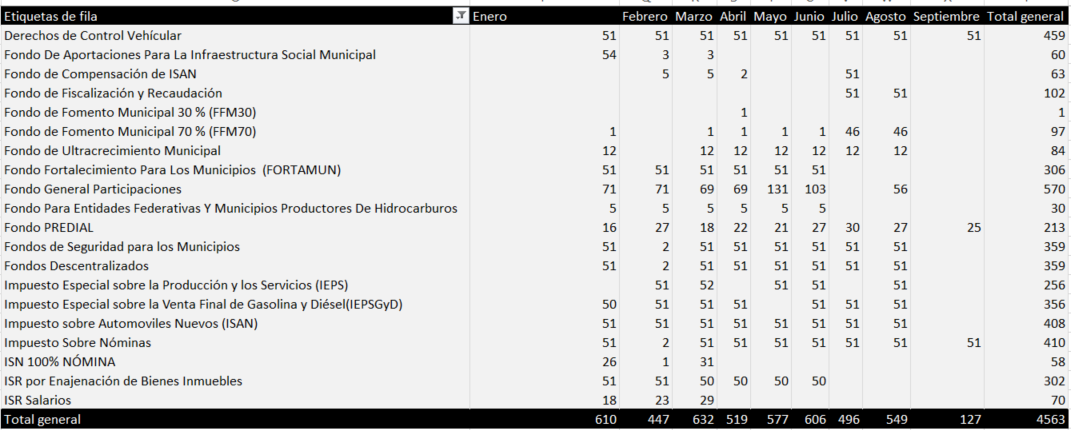 Etiquetas de fila Enero Febrero Marzo Abril Mayo Junio Julio Agosto Septiembre Total general
Derechos de Control Vehícular 51 51 51 51 51 51 51 51 51 459
Fondo De Aportaciones Para La Infraestructura Social Municipal 54 3 3 60
Fondo de Compensación de ISAN 5 5 2 51 63
Fondo de Fiscalización y Recaudación 51 51 102
Fondo de Fomento Municipal 30 % (FFM30) 1 1
Fondo de Fomento Municipal 70 % (FFM70) 1 1 1 1 1 46 46 97
Fondo de Ultracrecimiento Municipal 12 12 12 12 12 12 12 84
Fondo Fortalecimiento Para Los Municipios (FORTAMUN) 51 51 51 51 51 51 306
Fondo General Participaciones 71 71 69 69 131 103 56 570
Fondo Para Entidades Federativas Y Municipios Productores De Hidrocarburos 5 5 5 5 5 5 30
Fondo PREDIAL 16 27 18 22 21 27 30 27 25 213
Fondos de Seguridad para los Municipios 51 2 51 51 51 51 51 51 359
Fondos Descentralizados 51 2 51 51 51 51 51 51 359
Impuesto Especial sobre la Producción y los Servicios (IEPS) 51 52 51 51 51 256
Impuesto Especial sobre la Venta Final de Gasolina y Diésel(IEPSGyD) 50 51 51 51 51 51 51 356
Impuesto sobre Automoviles Nuevos (ISAN) 51 51 51 51 51 51 51 51 408
Impuesto Sobre Nóminas 51 2 51 51 51 51 51 51 51 410
ISN 100% NÓMINA 26 1 31 58
ISR por Enajenación de Bienes Inmuebles 51 51 50 50 50 50 302
ISR Salarios 18 23 29 70
Total general 610 447 632 519 577 606 496 549 127 4563